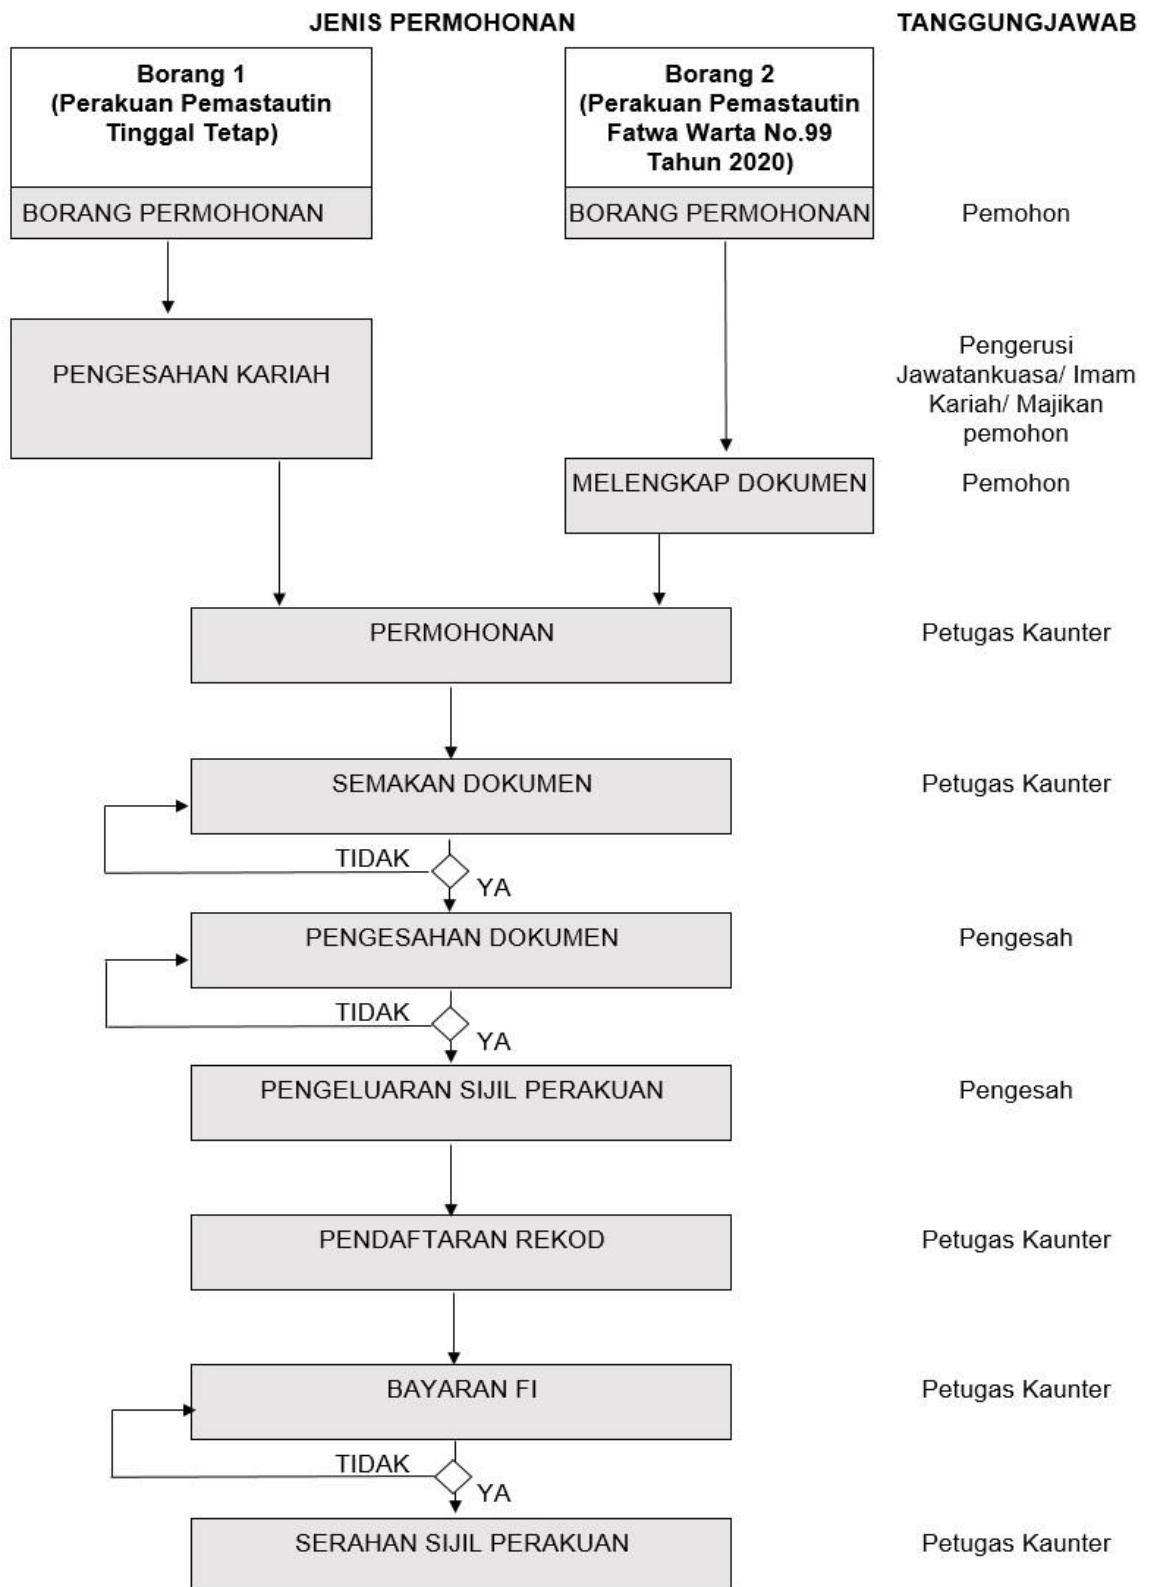 JENIS PERMOHONAN
TANGGUNGJAWAB
Borang 1
(Perakuan Pemastautin
Tinggal Tetap)
Borang 2
(Perakuan Pemastautin
Fatwa Warta No.99
Tahun 2020)
BORANG PERMOHONAN
BORANG PERMOHONAN
Pemohon
PENGESAHAN KARIAH
Pengerusi
Jawatankuasa/ Imam
Kariah/ Majikan
pemohon
MELENGKAP DOKUMEN
Pemohon
PERMOHONAN
Petugas Kaunter
SEMAKAN DOKUMEN
Petugas Kaunter
TIDAK
YA
PENGESAHAN DOKUMEN
Pengesah
TIDAK
YA
PENGELUARAN SIJIL PERAKUAN
Pengesah
PENDAFTARAN REKOD
Petugas Kaunter
BAYARAN FI
Petugas Kaunter
TIDAK
YA
SERAHAN SIJIL PERAKUAN
Petugas Kaunter